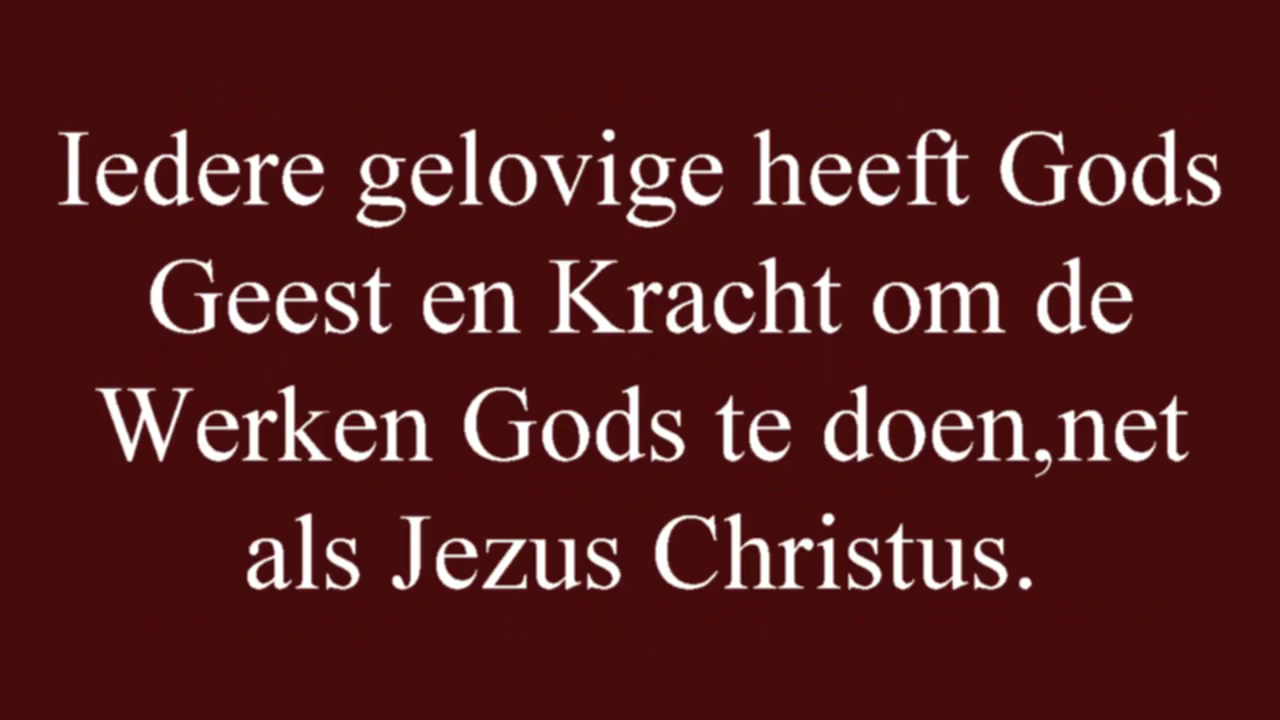 Iedere gelovige heeft Gods
Geest en Kracht om de
Werken Gods te doen,net
als Jezus Christus.